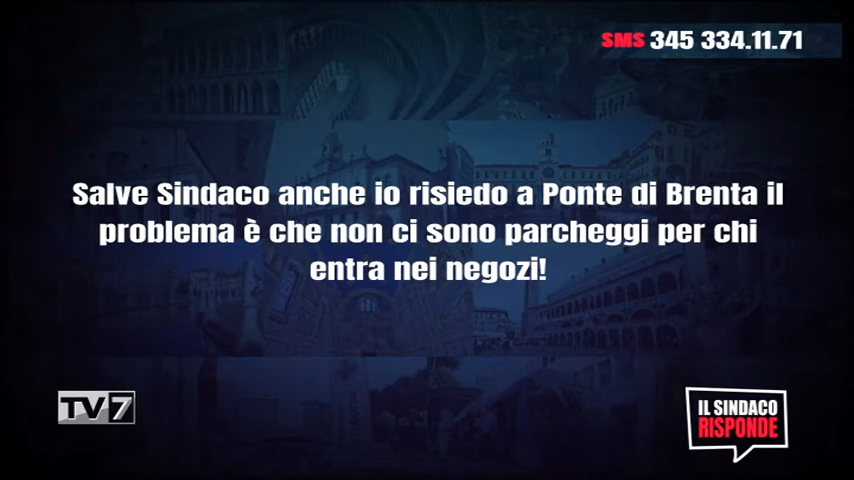 SMS 345 334.11.71
Salve Sindaco anche io risiedo a Ponte di Brenta il
problema è che non ci sono parcheggi per chi
entra nei negozi!
TV7
IL SINDACO
RISPONDE